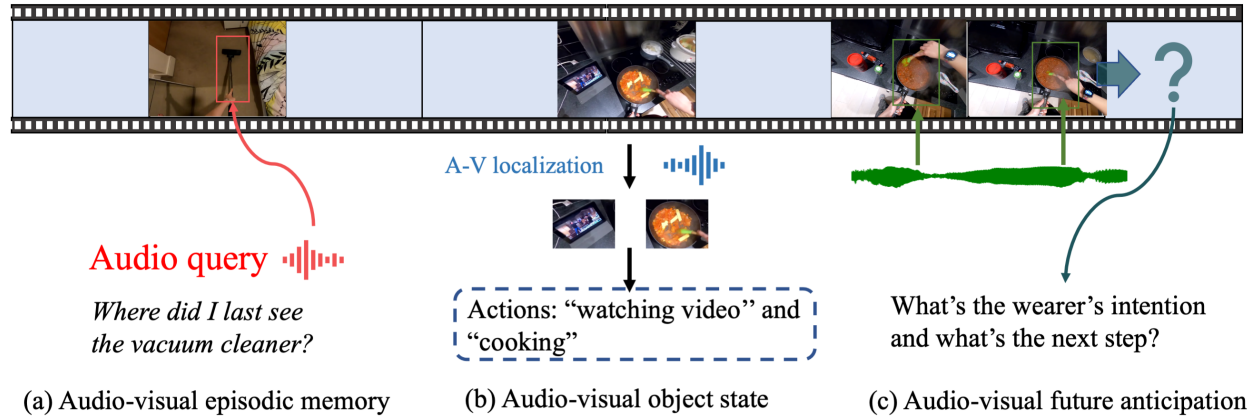 ?
A-V localization
Audio query
Where did I last see
the vacuum cleaner?
Actions: “watching video’’ and
“cooking”
What’s the wearer’s intention
and what’s the next step?
(a) Audio-visual episodic memory
(b) Audio-visual object state
(c) Audio-visual future anticipation